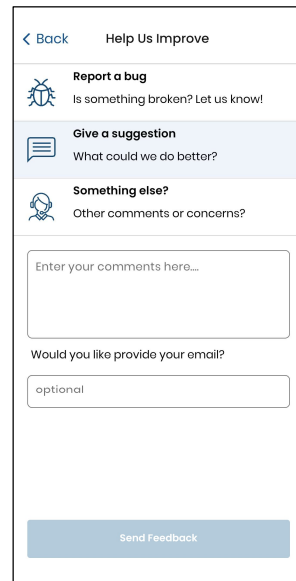 Back
Help Us Improve
Report a bug
Is something broken? Let us know!
Give a suggestion
What could we do better?
Something else?
Other comments or concerns?
Enter your comments here....
Would you like provide your email?
optional
Send Feedback